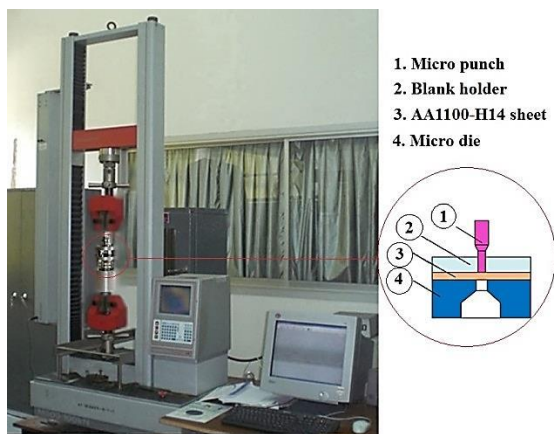 1. Micro punch
2. Blank holder
3. AA1100-H14 sheet
4. Micro die
1
2
3
4